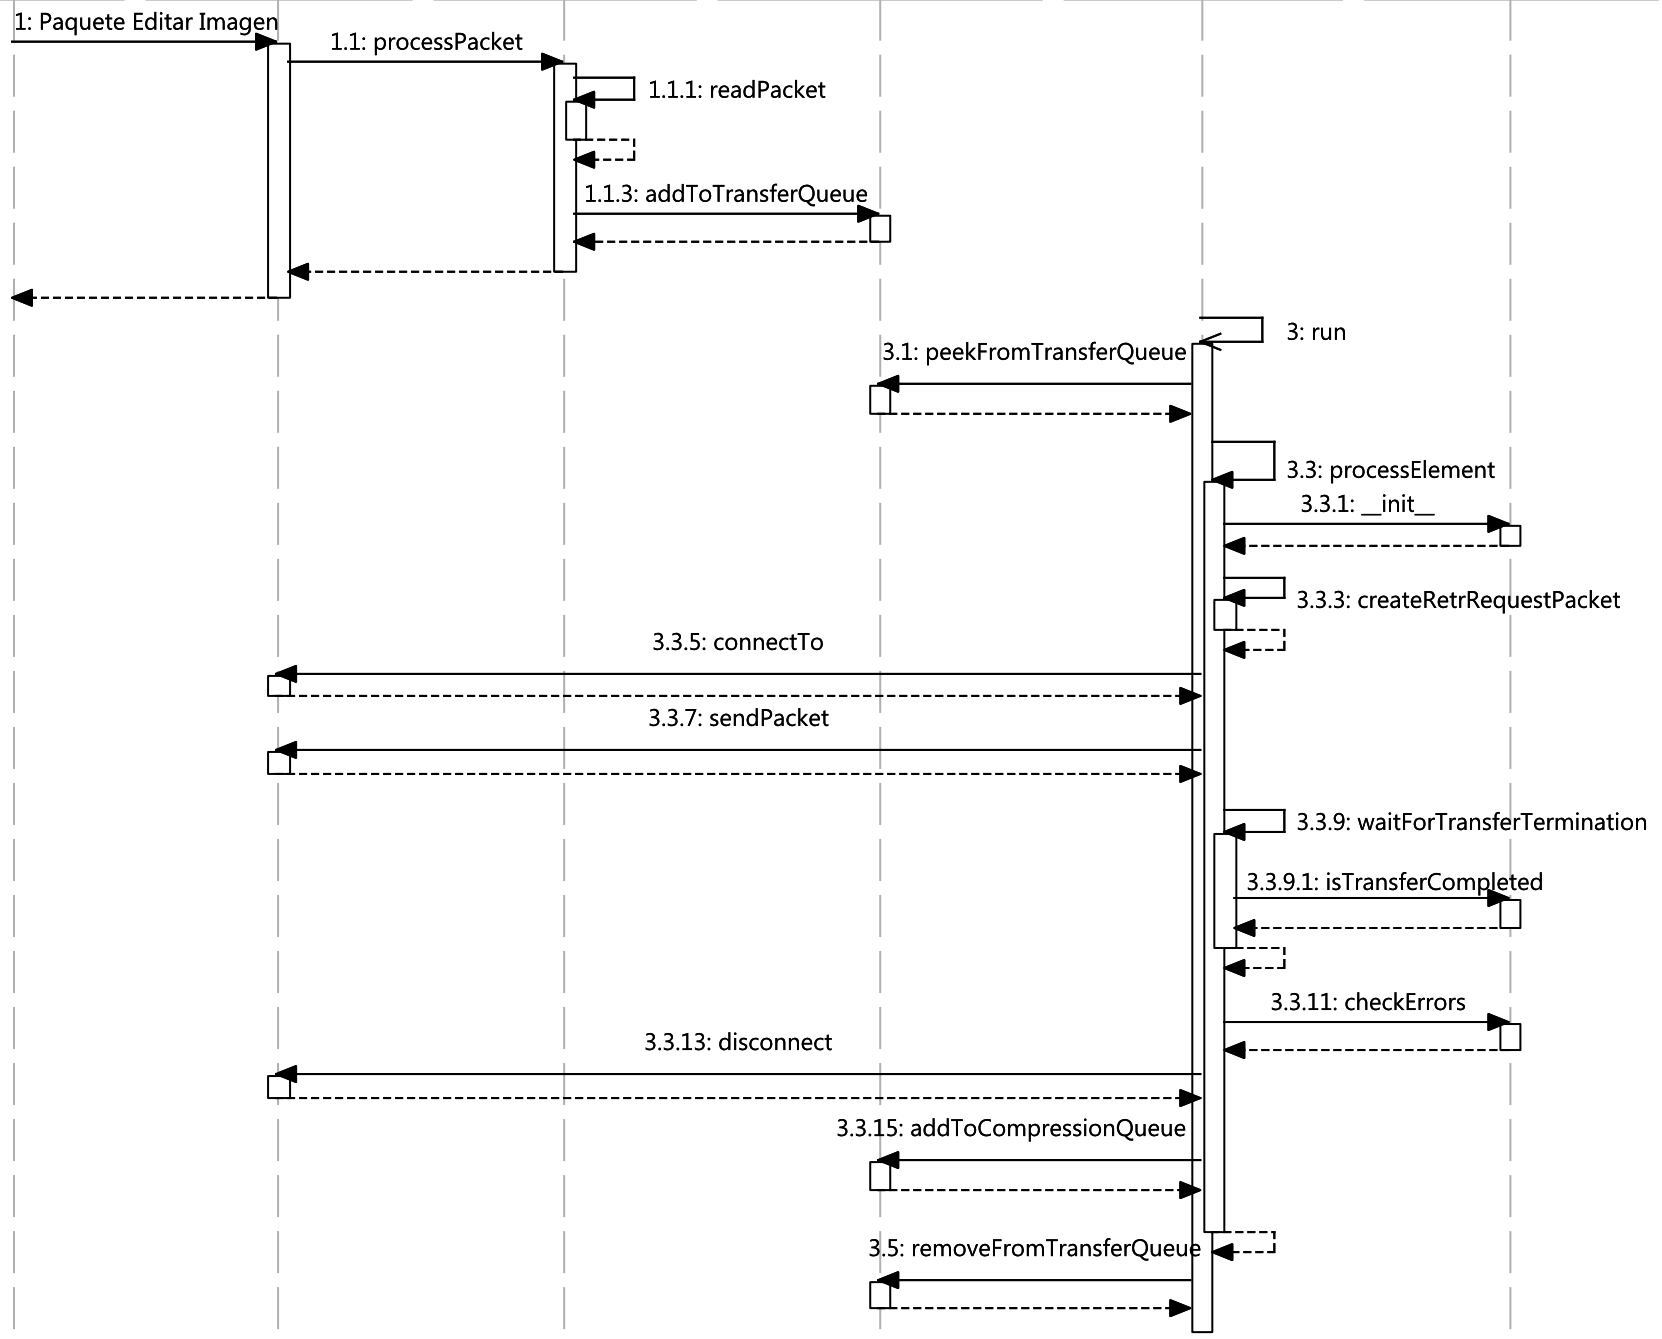 1: Paquete Editar Imagen
1.1: processPacket
1.1.1: readPacket
1.1.3: addToTransferQueue
3: run
3.1: peekFromTransferQueue
3.3: processElement
3.3.1: __init__
3.3.3: createRetrRequestPacket
3.3.5: connectTo
3.3.7: sendPacket
3.3.9: waitForTransferTermination
3.3.9.1: isTransferCompleted
3.3.11: checkErrors
3.3.13: disconnect
3.3.15: addToCompressionQueue
3.5: removeFromTransferQueue